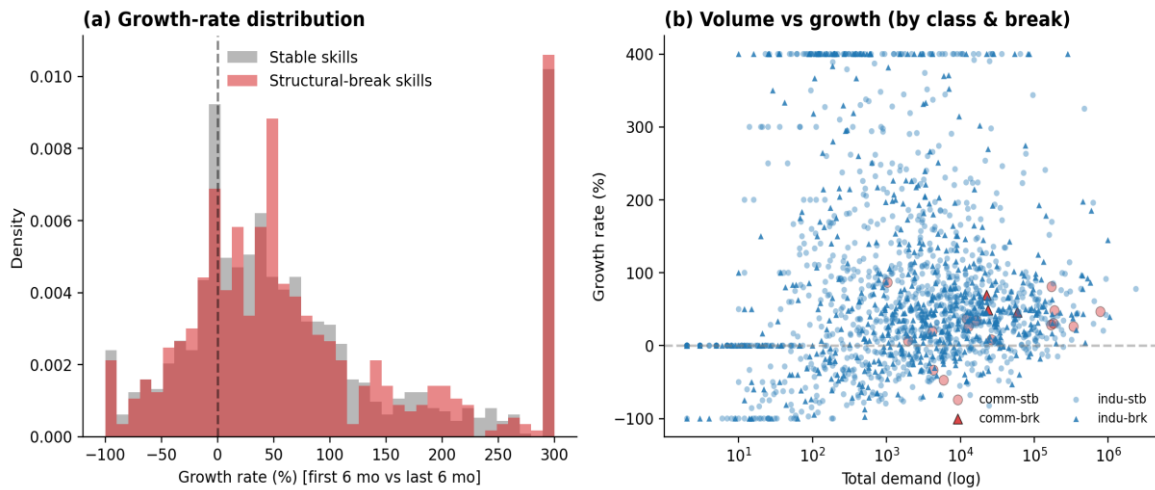 (a) Growth-rate distribution
Density
0.010
0.008
0.006
0.004
0.002
0.000
Stable skills
Structural-break skills
−100
−50
0
50
100
150
200
250
300
Growth rate (%) [first 6 mo vs last 6 mo]
(b) Volume vs growth (by class & break)
Growth rate (%)
400
300
200
100
0
−100
comm-stb
comm-brk
indu-stb
indu-brk
10¹
10²
10³
10⁴
10⁵
10⁶
Total demand (log)